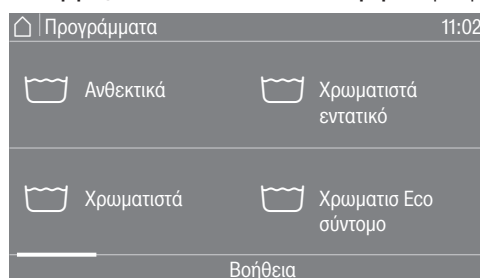 Προγράμματα 11:02
Ανθεκτικά
Χρωματιστά
εντατικό
Χρωματιστά
Χρωματισ Eco
σύντομο
Βοήθεια